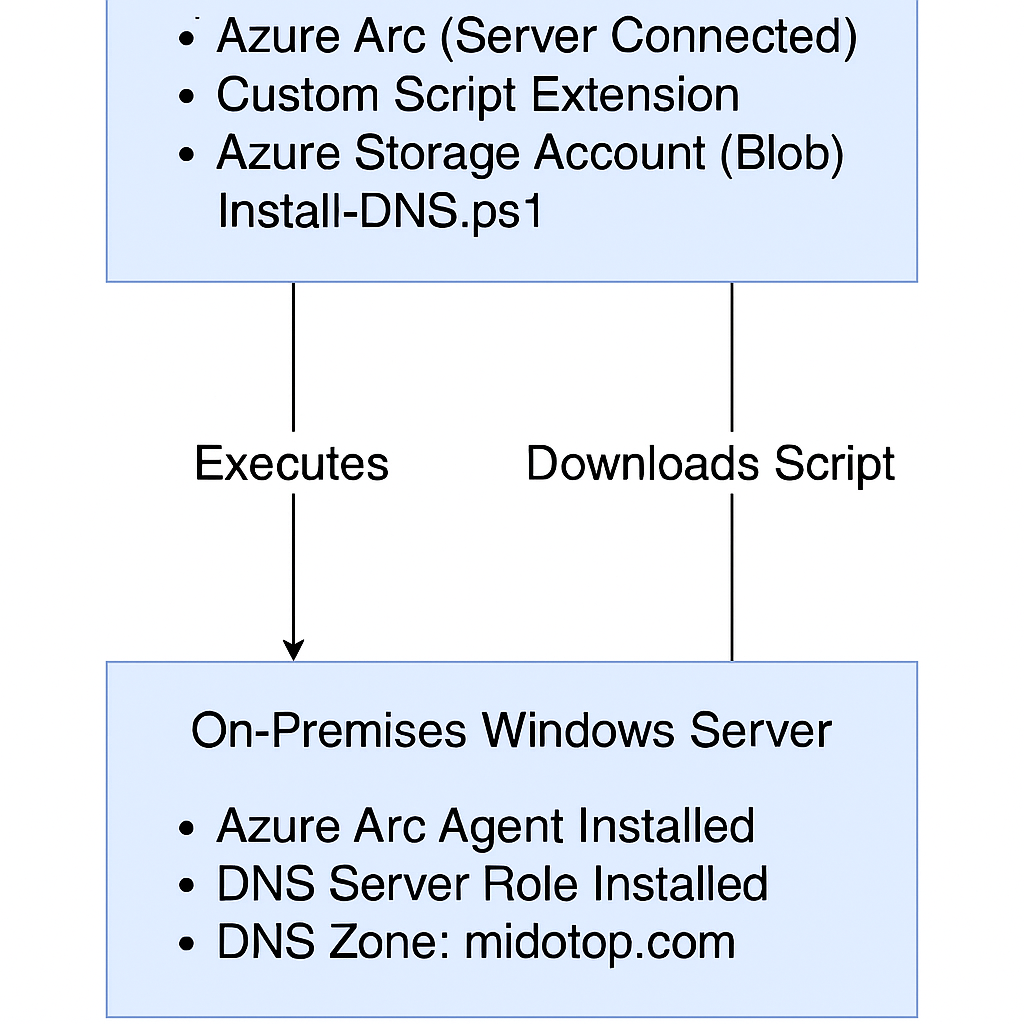 • Azure Arc (Server Connected)
• Custom Script Extension
• Azure Storage Account (Blob)
Install-DNS.ps1
Executes
Downloads Script
On-Premises Windows Server
• Azure Arc Agent Installed
• DNS Server Role Installed
• DNS Zone: midotop.com